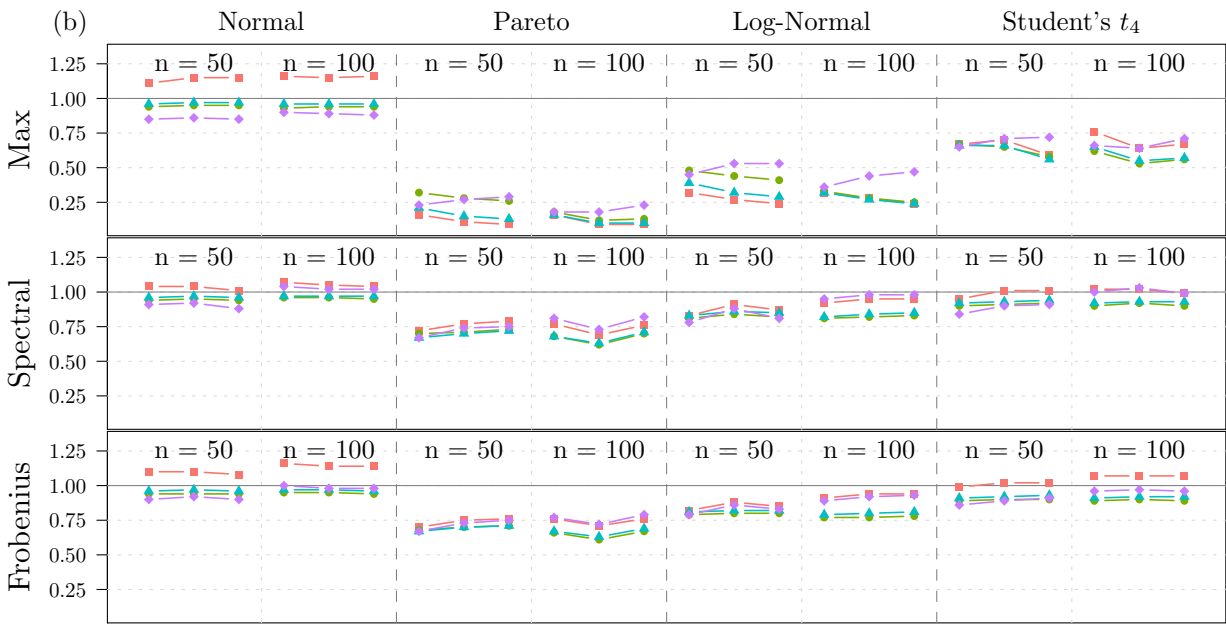 (b) Normal Pareto Log-Normal Student's t4
n = 50 n = 100 n = 50 n = 100 n = 50 n = 100 n = 50 n = 100
Max
1.25
1.00
0.75
0.50
0.25
n = 50 n = 100 n = 50 n = 100 n = 50 n = 100 n = 50 n = 100
Spectral
1.25
1.00
0.75
0.50
0.25
n = 50 n = 100 n = 50 n = 100 n = 50 n = 100 n = 50 n = 100
Frobenius
1.25
1.00
0.75
0.50
0.25